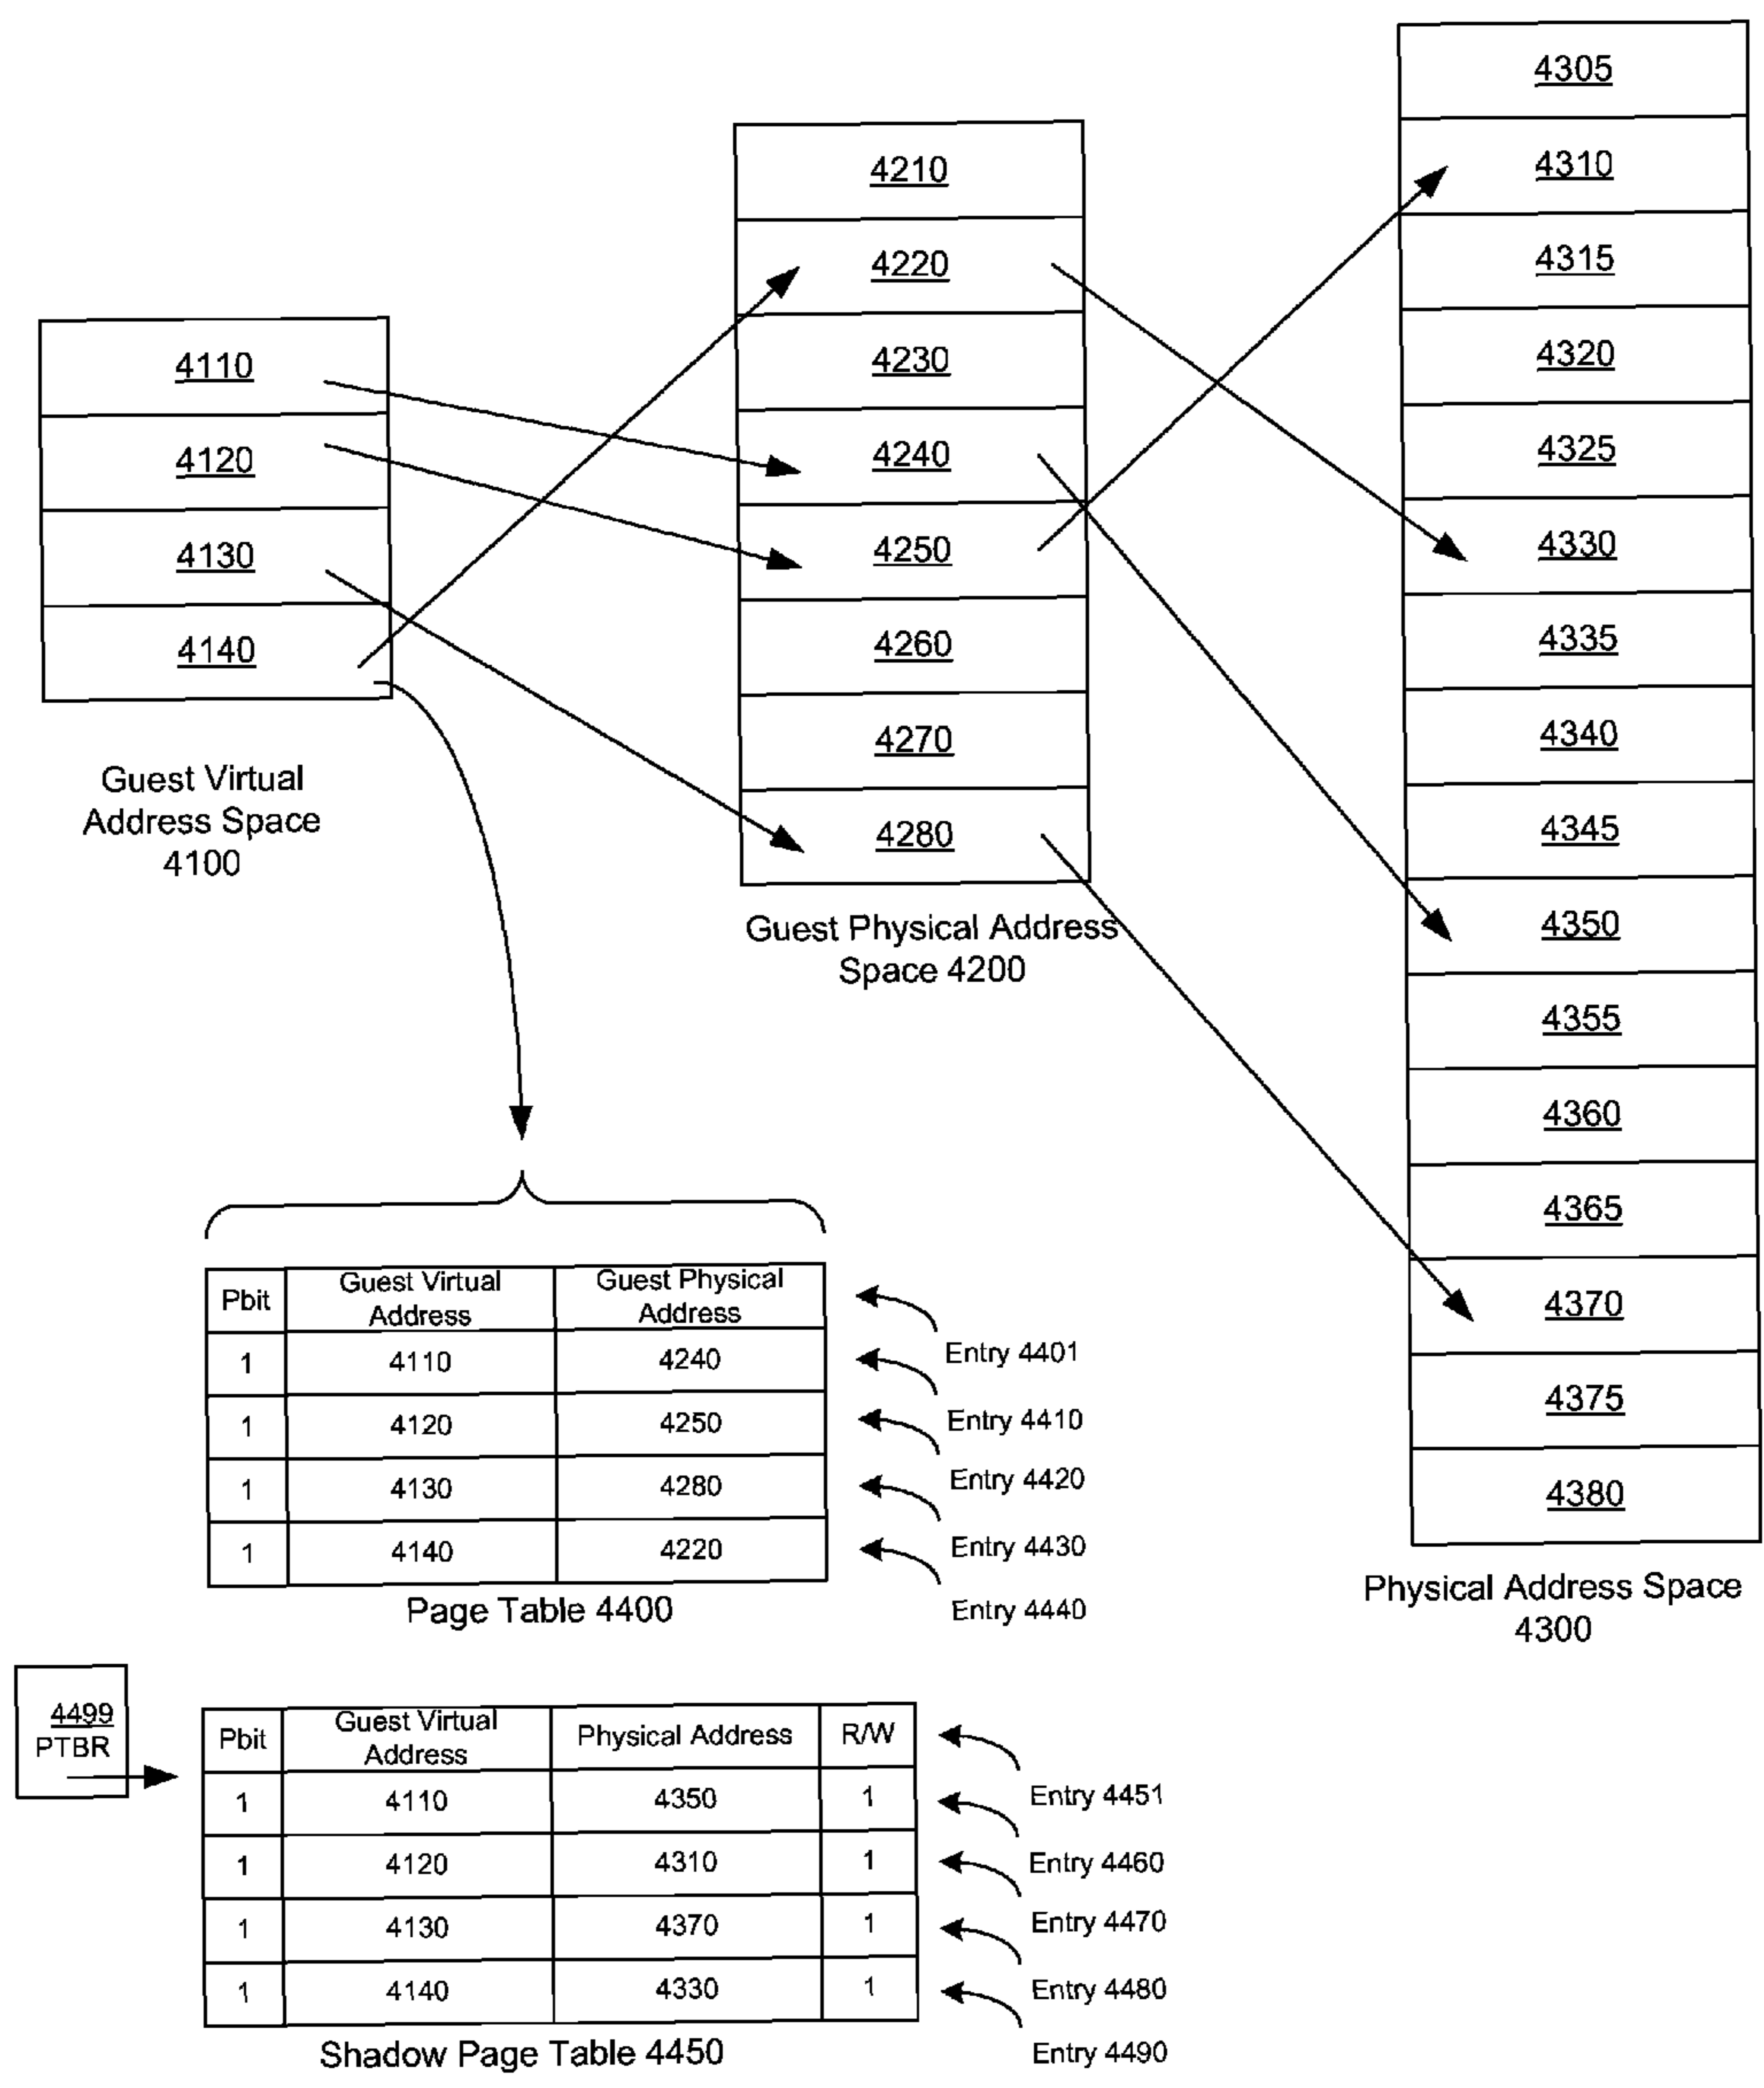 4110
4120
4130
4140
Guest Virtual
Address Space
4100
4210
4220
4230
4240
4250
4260
4270
4280
Guest Physical Address
Space 4200
4305
4310
4315
4320
4325
4330
4335
4340
4345
4350
4355
4360
4365
4370
4375
4380
Physical Address Space
4300
Pbit Guest Virtual Address Guest Physical Address
1 4110 4240
1 4120 4250
1 4130 4280
1 4140 4220
Entry 4401
Entry 4410
Entry 4420
Entry 4430
Entry 4440
Page Table 4400
4499
PTBR
Pbit Guest Virtual Address Physical Address R/W
1 4110 4350 1
1 4120 4310 1
1 4130 4370 1
1 4140 4330 1
Entry 4451
Entry 4460
Entry 4470
Entry 4480
Entry 4490
Shadow Page Table 4450